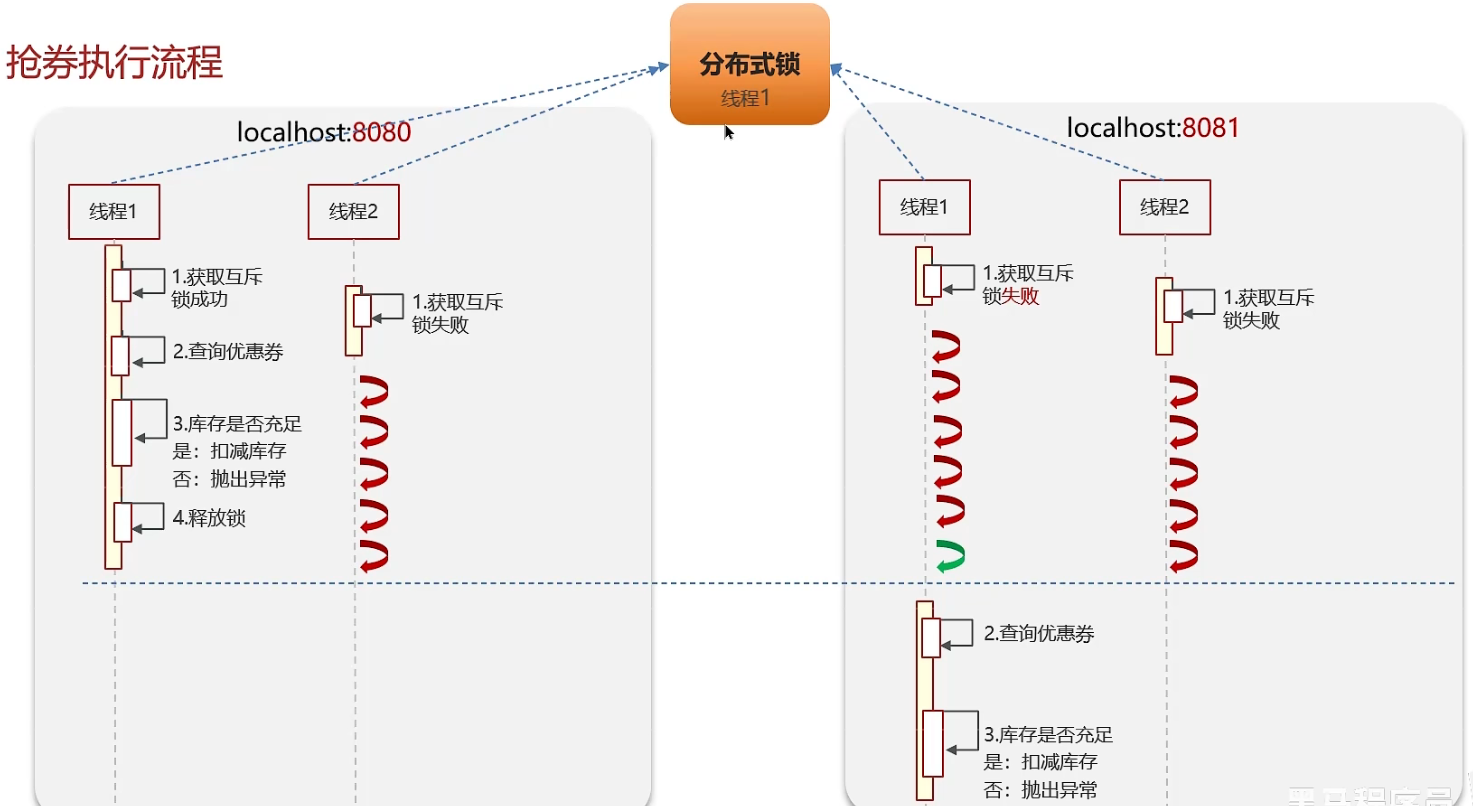 抢券执行流程
分布式锁
线程1
localhost:8080
线程1
线程2
1.获取互斥
锁成功
2.查询优惠券
3.库存是否充足
是：扣减库存
否：抛出异常
4.释放锁
1.获取互斥
锁失败
localhost:8081
线程1
线程2
1.获取互斥
锁失败
1.获取互斥
锁失败
2.查询优惠券
3.库存是否充足
是：扣减库存
否：抛出异常